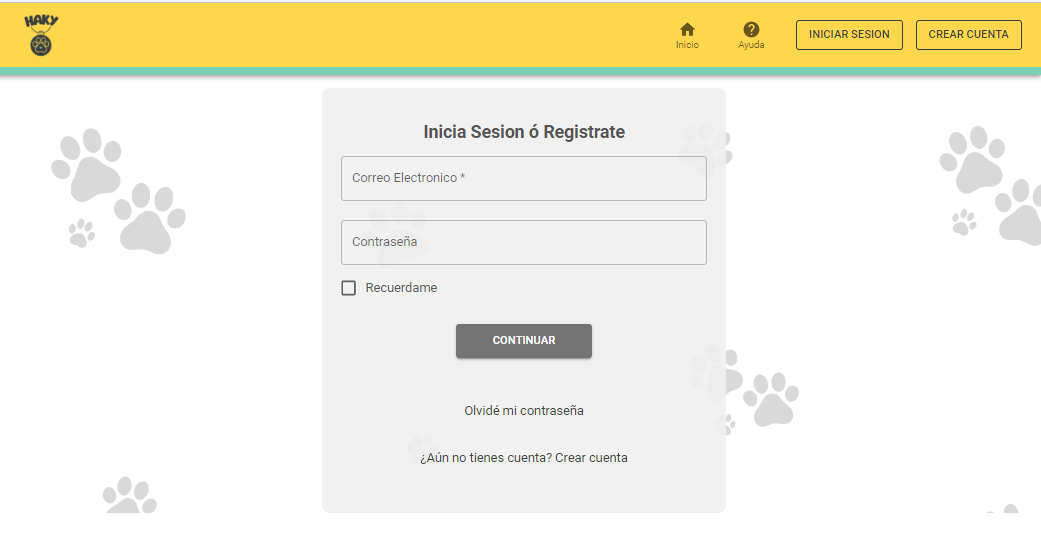 HAKY
Inicio
Ayuda
INICIAR SESION
CREAR CUENTA
Inicia Sesion ó Registrate
Correo Electronico *
Contraseña
Recuerdame
CONTINUAR
Olvidé mi contraseña
¿Aún no tienes cuenta? Crear cuenta